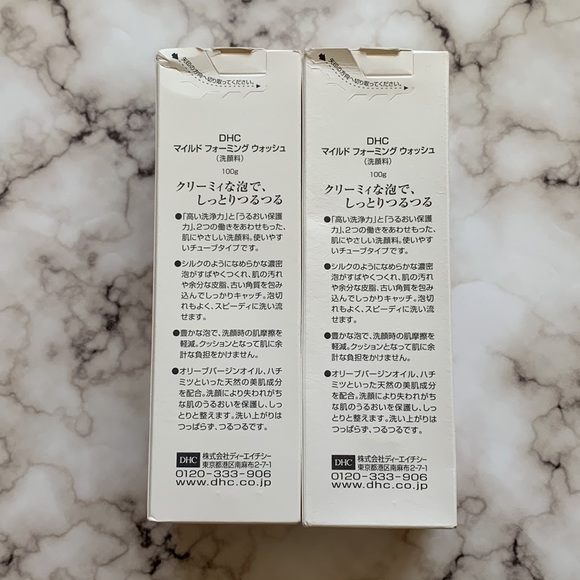 矢印の方向へ切り取ってください。
DHC
マイルド フォーミング ウォッシュ
(洗顔料)
100g
クリーミィな泡で、
しっとりつるつる
●「高い洗浄力」と「うるおい保護
力」、2つの働きをあわせもった、
肌にやさしい洗顔料。使いやす
いチューブタイプです。
●シルクのようになめらかな濃密
泡がすばやくつくれ、肌の汚れ
や余分な皮脂、古い角質を包み
込んでしっかりキャッチ。泡切
れもよく、スピーディに洗い流
せます。
●豊かな泡で、洗顔時の肌摩擦を
軽減。クッションとなって肌に余
計な負担をかけません。
●オリーブバージンオイル、ハチ
ミツといった天然の美肌成分
を配合。洗顔により失われがち
な肌のうるおいを保護し、しっ
とりと整えます。洗い上がりは
つっぱらず、つるつるです。
DHC 株式会社ディーエイチシー
東京都港区南麻布2-7-1
0120-333-906
www.dhc.co.jp
矢印の方向へ切り取ってください。
DHC
マイルド フォーミング ウォッシュ
(洗顔料)
100g
クリーミィな泡で、
しっとりつるつる
●「高い洗浄力」と「うるおい保護
力」、2つの働きをあわせもった、
肌にやさしい洗顔料。使いやす
いチューブタイプです。
●シルクのようになめらかな濃密
泡がすばやくつくれ、肌の汚れ
や余分な皮脂、古い角質を包み
込んでしっかりキャッチ。泡切
れもよく、スピーディに洗い流
せます。
●豊かな泡で、洗顔時の肌摩擦を
軽減。クッションとなって肌に余
計な負担をかけません。
●オリーブバージンオイル、ハチ
ミツといった天然の美肌成分
を配合。洗顔により失われがち
な肌のうるおいを保護し、しっ
とりと整えます。洗い上がりは
つっぱらず、つるつるです。
DHC 株式会社ディーエイチシー
東京都港区南麻布2-7-1
0120-333-906
www.dhc.co.jp